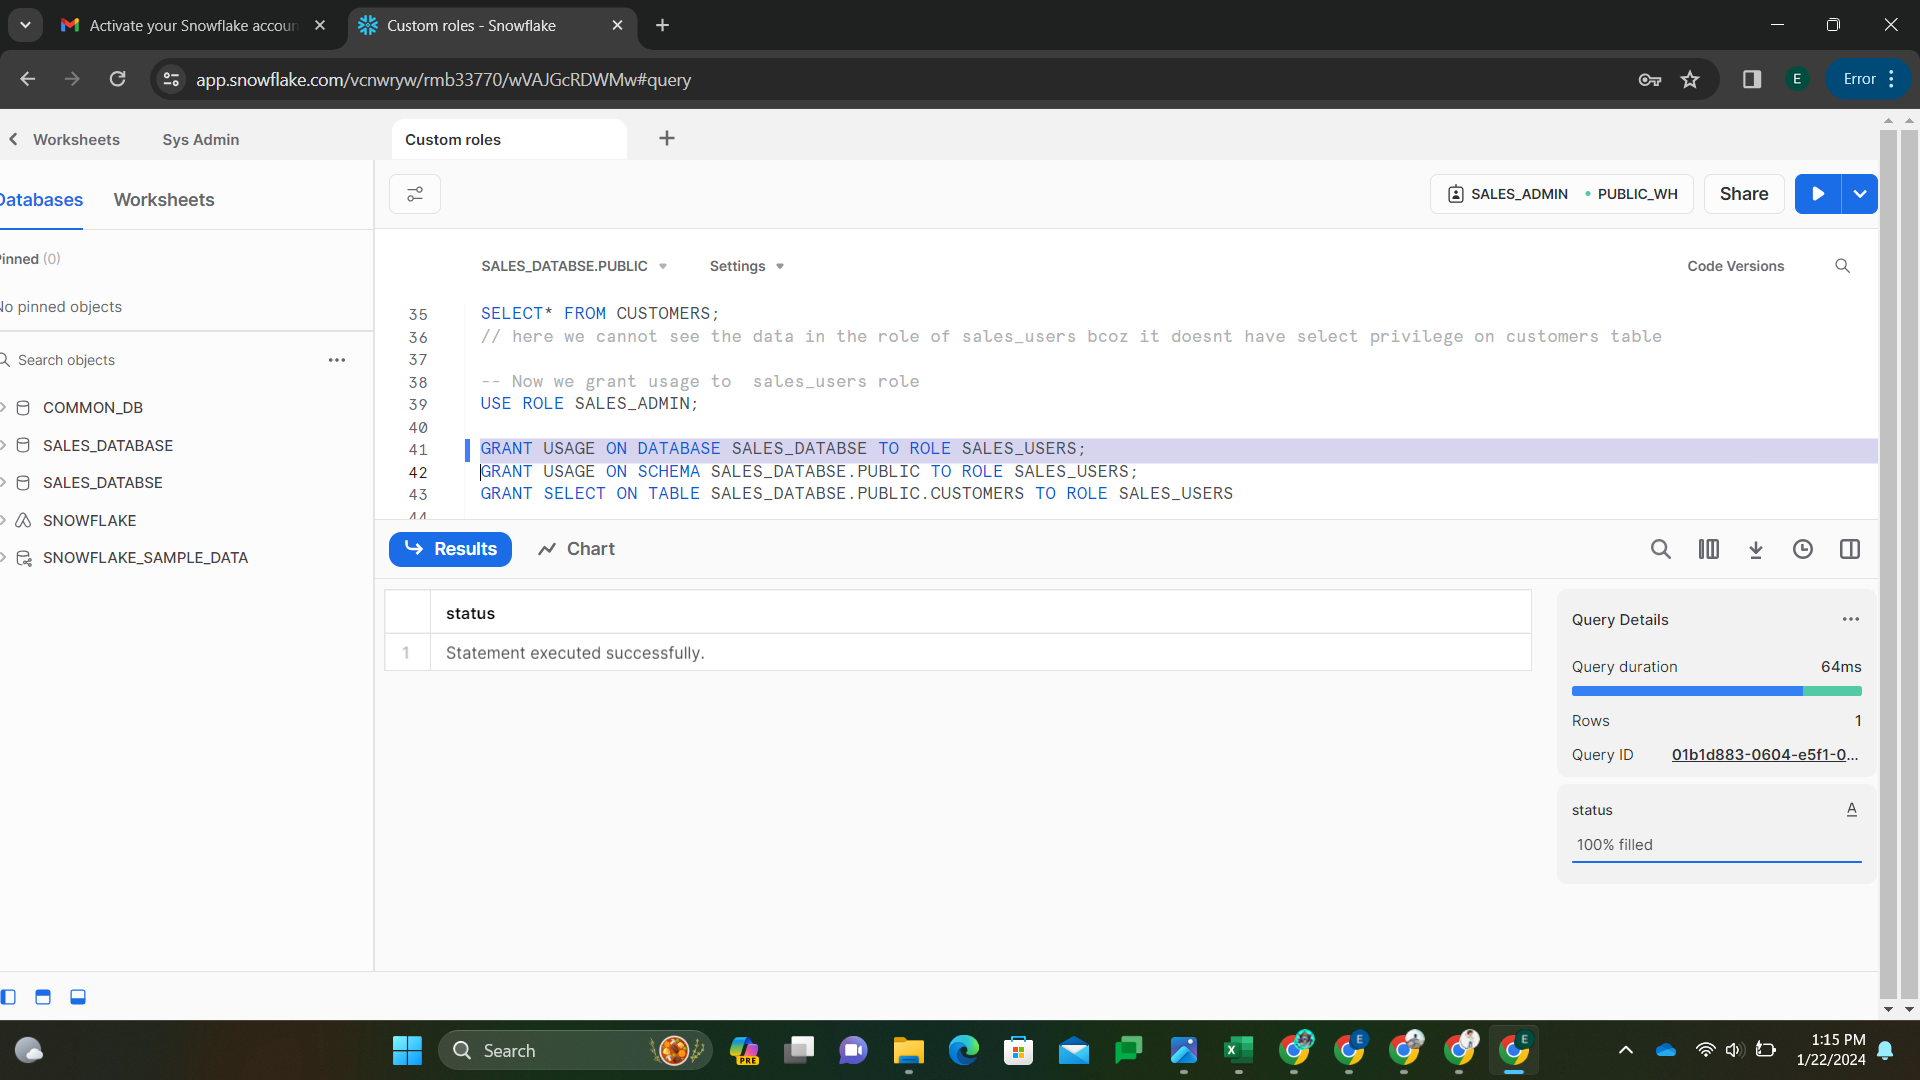 Activate your Snowflake accoun
Custom roles - Snowflake
app.snowflake.com/vcnwryw/rmb33770/wVAJGcRDWMw#query
E
Error
Worksheets
Sys Admin
Custom roles
Databases
Worksheets
SALES_ADMIN
PUBLIC_WH
Share
Pinned (0)
No pinned objects
SALES_DATABSE.PUBLIC
Settings
Code Versions
Search objects
COMMON_DB
SALES_DATABASE
SALES_DATABSE
SNOWFLAKE
SNOWFLAKE_SAMPLE_DATA
35 SELECT* FROM CUSTOMERS;
36 // here we cannot see the data in the role of sales_users bcoz it doesnt have select privilege on customers table
37
38 -- Now we grant usage to  sales_users role
39 USE ROLE SALES_ADMIN;
40
41 GRANT USAGE ON DATABASE SALES_DATABSE TO ROLE SALES_USERS;
42 GRANT USAGE ON SCHEMA SALES_DATABSE.PUBLIC TO ROLE SALES_USERS;
43 GRANT SELECT ON TABLE SALES_DATABSE.PUBLIC.CUSTOMERS TO ROLE SALES_USERS
44
Results
Chart
status
1 Statement executed successfully.
Query Details
Query duration 64ms
Rows 1
Query ID 01b1d883-0604-e5f1-0...
status A
100% filled
Search
PRE
E
E
1:15 PM
1/22/2024